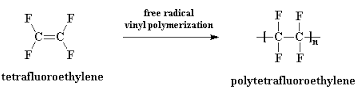 F F F F
free radical
vinyl polymerization
C=C
[ C C ]n
F F F F
tetrafluoroethylene
polytetrafluoroethylene